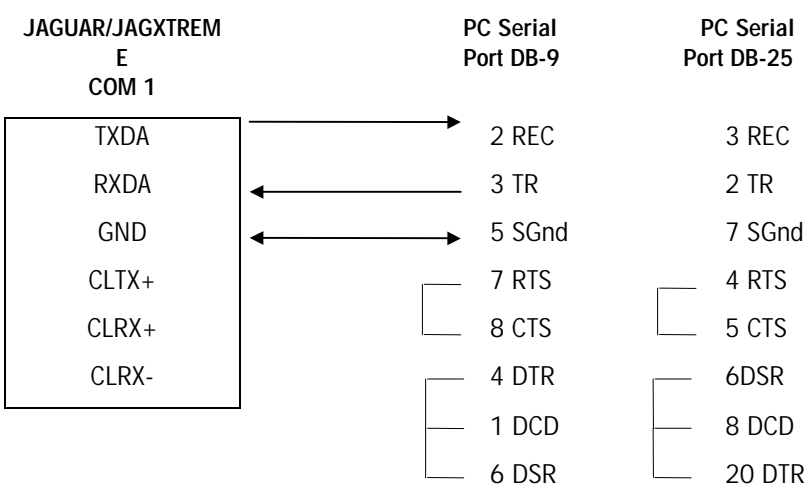 JAGUAR/JAGXTREM
E
COM 1
PC Serial
Port DB-9
PC Serial
Port DB-25
TXDA 2 REC 3 REC
RXDA 3 TR 2 TR
GND 5 SGnd 7 SGnd
CLTX+ 7 RTS 4 RTS
CLRX+ 8 CTS 5 CTS
CLRX- 4 DTR 6DSR
1 DCD 8 DCD
6 DSR 20 DTR